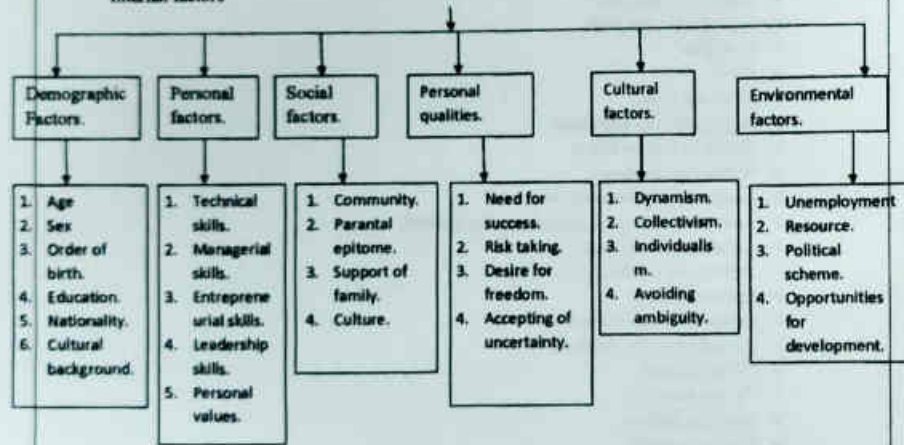 Demographic
Factors.
Personal
factors.
Social
factors.
Personal
qualities.
Cultural
factors.
Environmental
factors.
1. Age
2. Sex
3. Order of
birth.
4. Education.
5. Nationality.
6. Cultural
background.
1. Technical
skills.
2. Managerial
skills.
3. Entreprene
urial skills.
4. Leadership
skills.
5. Personal
values.
1. Community.
2. Parantal
epitome.
3. Support of
family.
4. Culture.
1. Need for
success.
2. Risk taking.
3. Desire for
freedom.
4. Accepting of
uncertainty.
1. Dynamism.
2. Collectivism.
3. Individualis
m.
4. Avoiding
ambiguity.
1. Unemployment
2. Resource.
3. Political
scheme.
4. Opportunities
for
development.